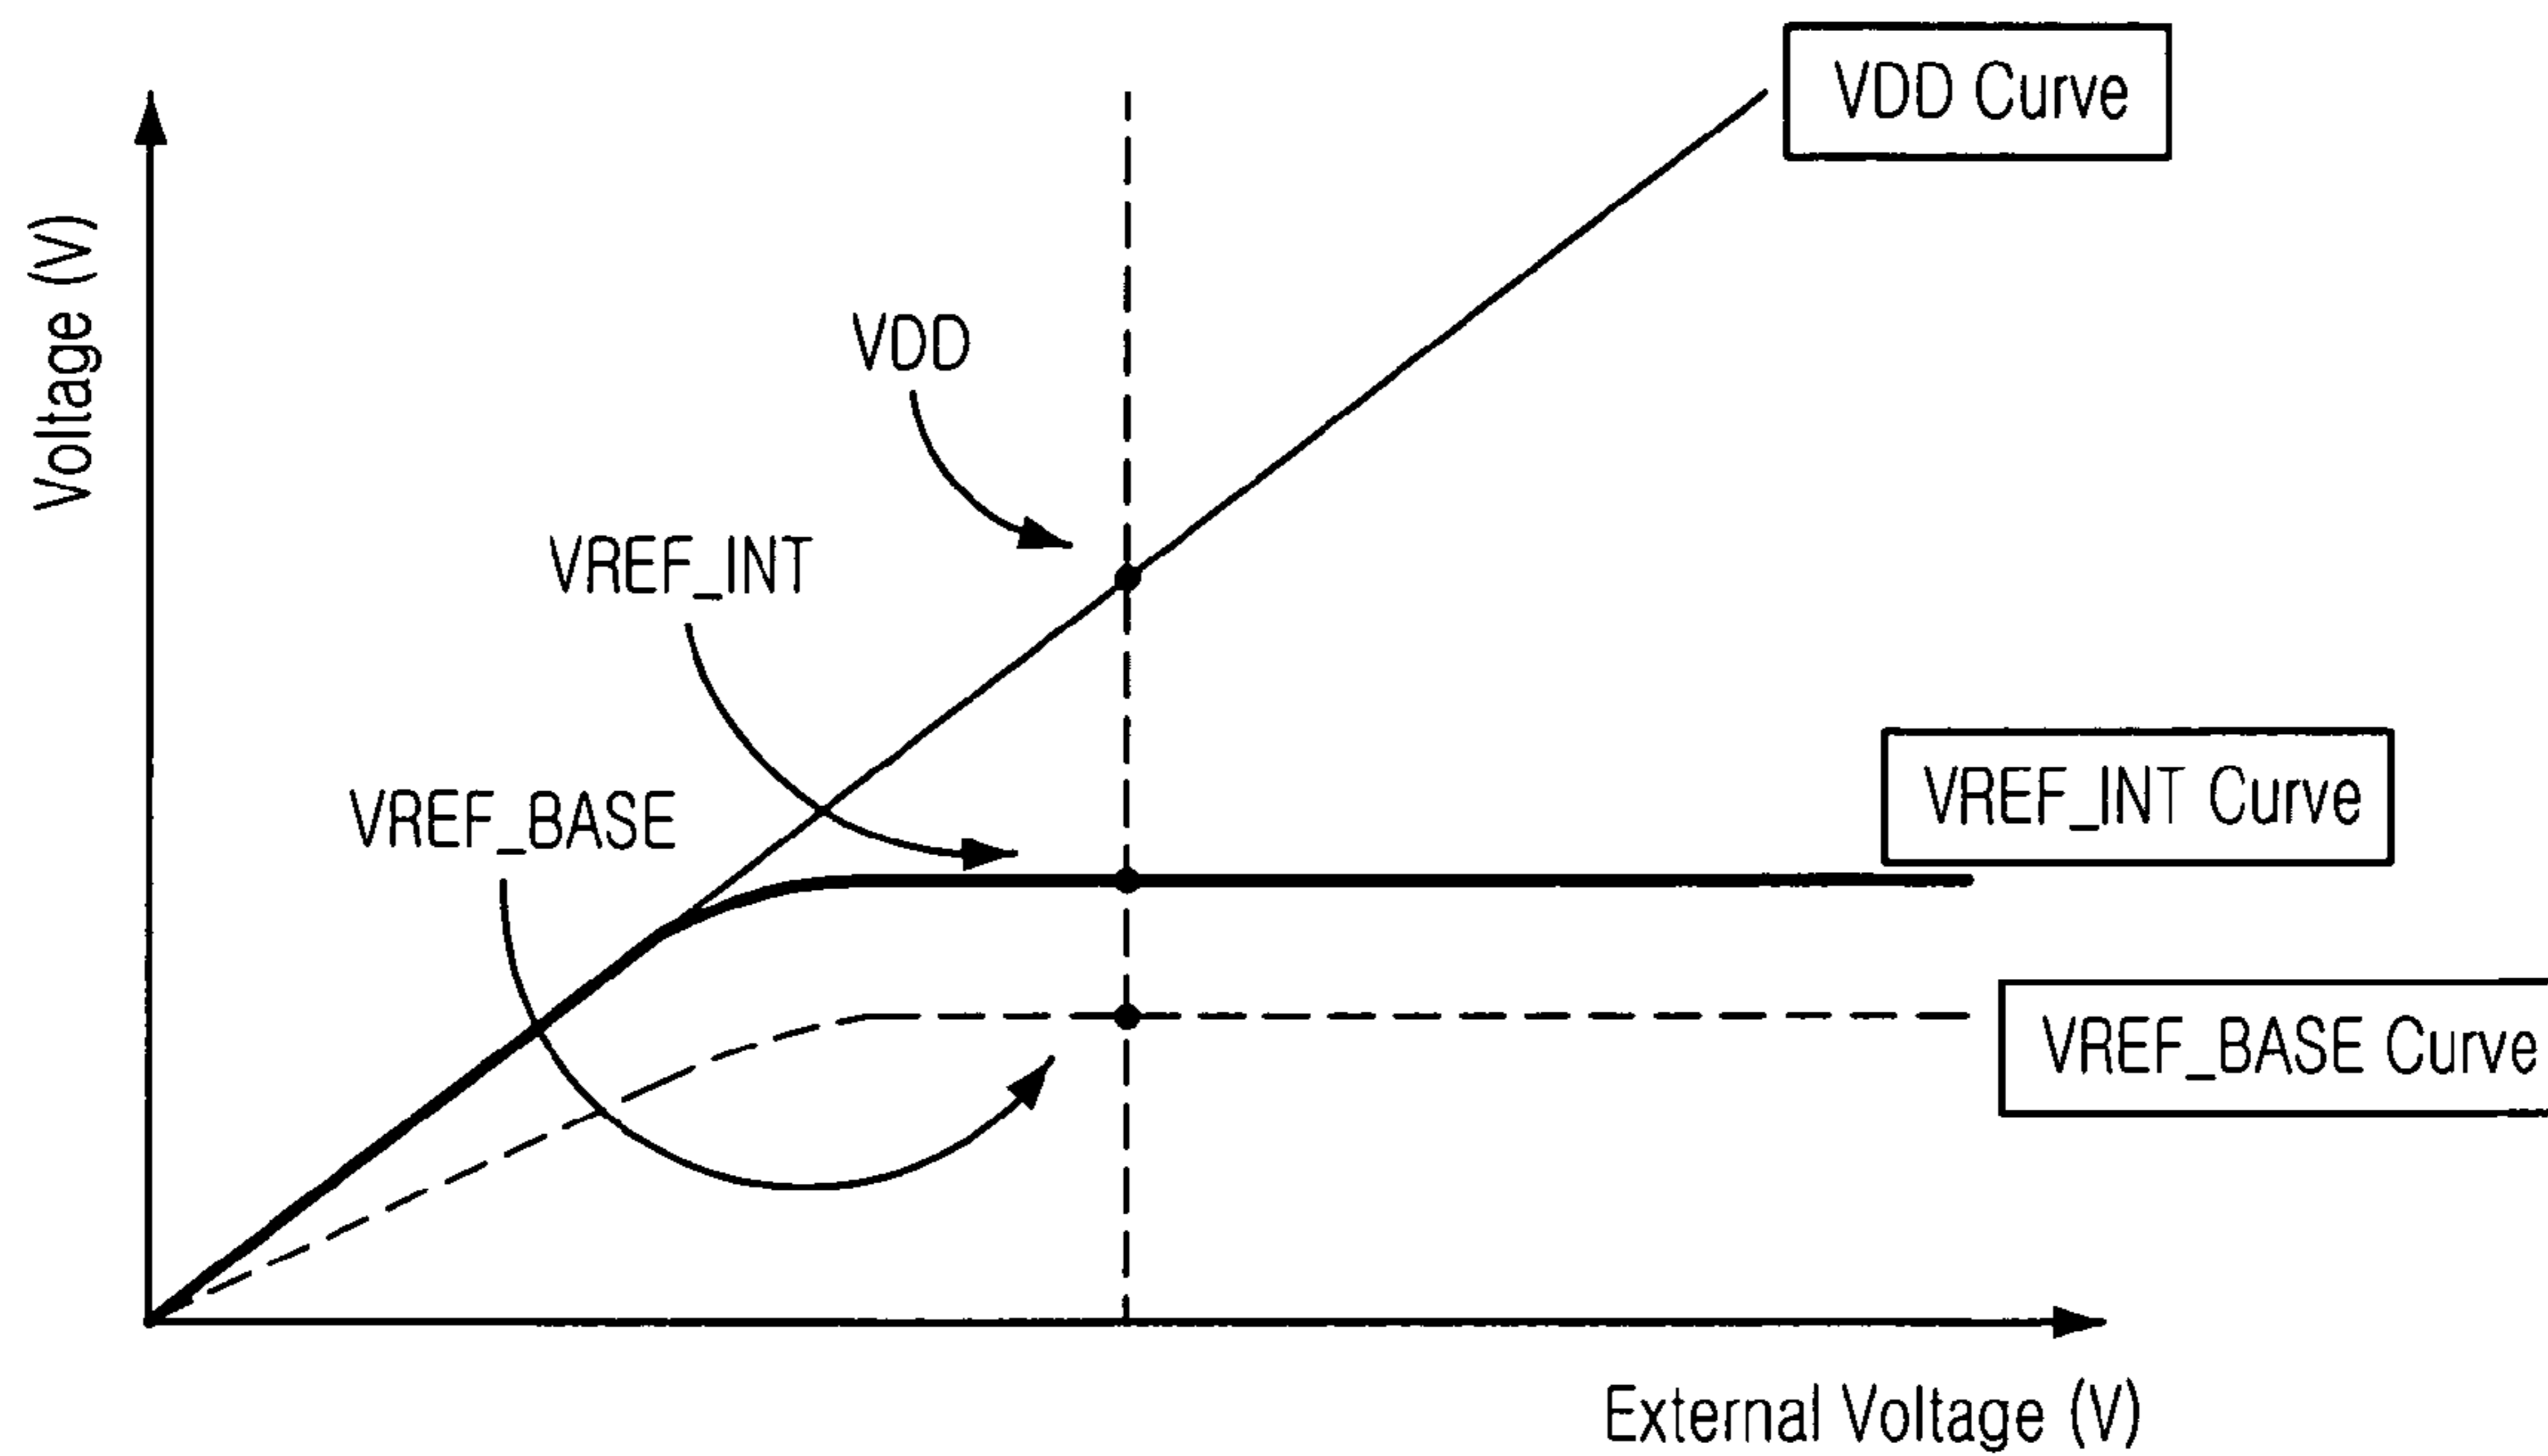 VDD Curve
Voltage (V)
VDD
VREF_INT
VREF_INT Curve
VREF_BASE
VREF_BASE Curve
External Voltage (V)